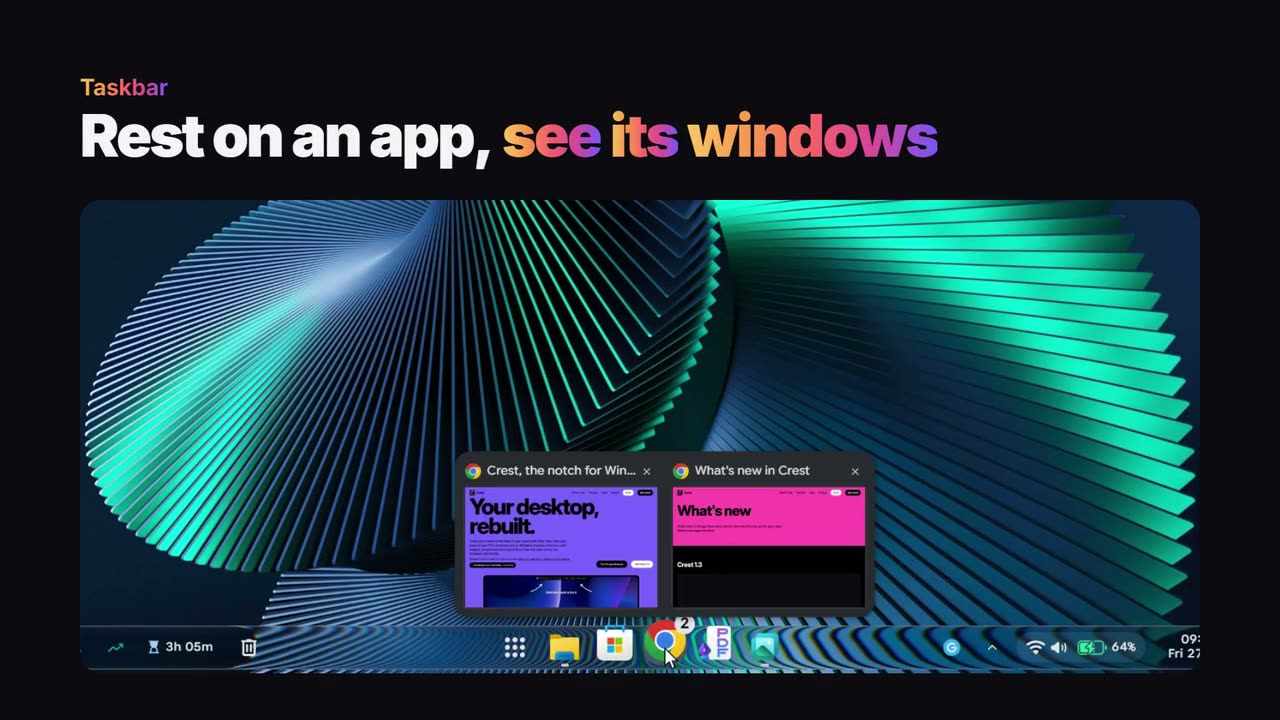 Taskbar
Rest on an app, see its windows
Crest, the notch for Win...
What's new in Crest
Your desktop,
rebuilt.
What's new
Crest 1.3
2
PDF
3h 05m
64%
09:
Fri 27